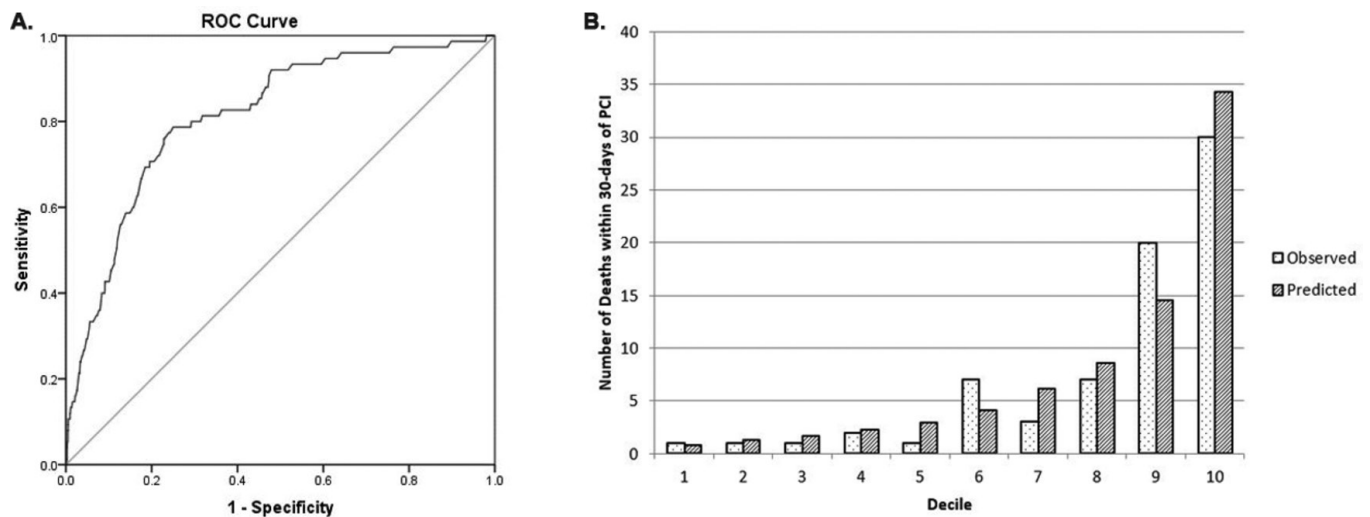 A.
ROC Curve
1.0
0.8
0.6
0.4
0.2
0.0
Sensitivity
0.0 0.2 0.4 0.6 0.8 1.0
1 - Specificity
B.
40
35
30
25
20
15
10
5
0
Number of Deaths within 30-days of PCI
1 2 3 4 5 6 7 8 9 10
Decile
Observed
Predicted